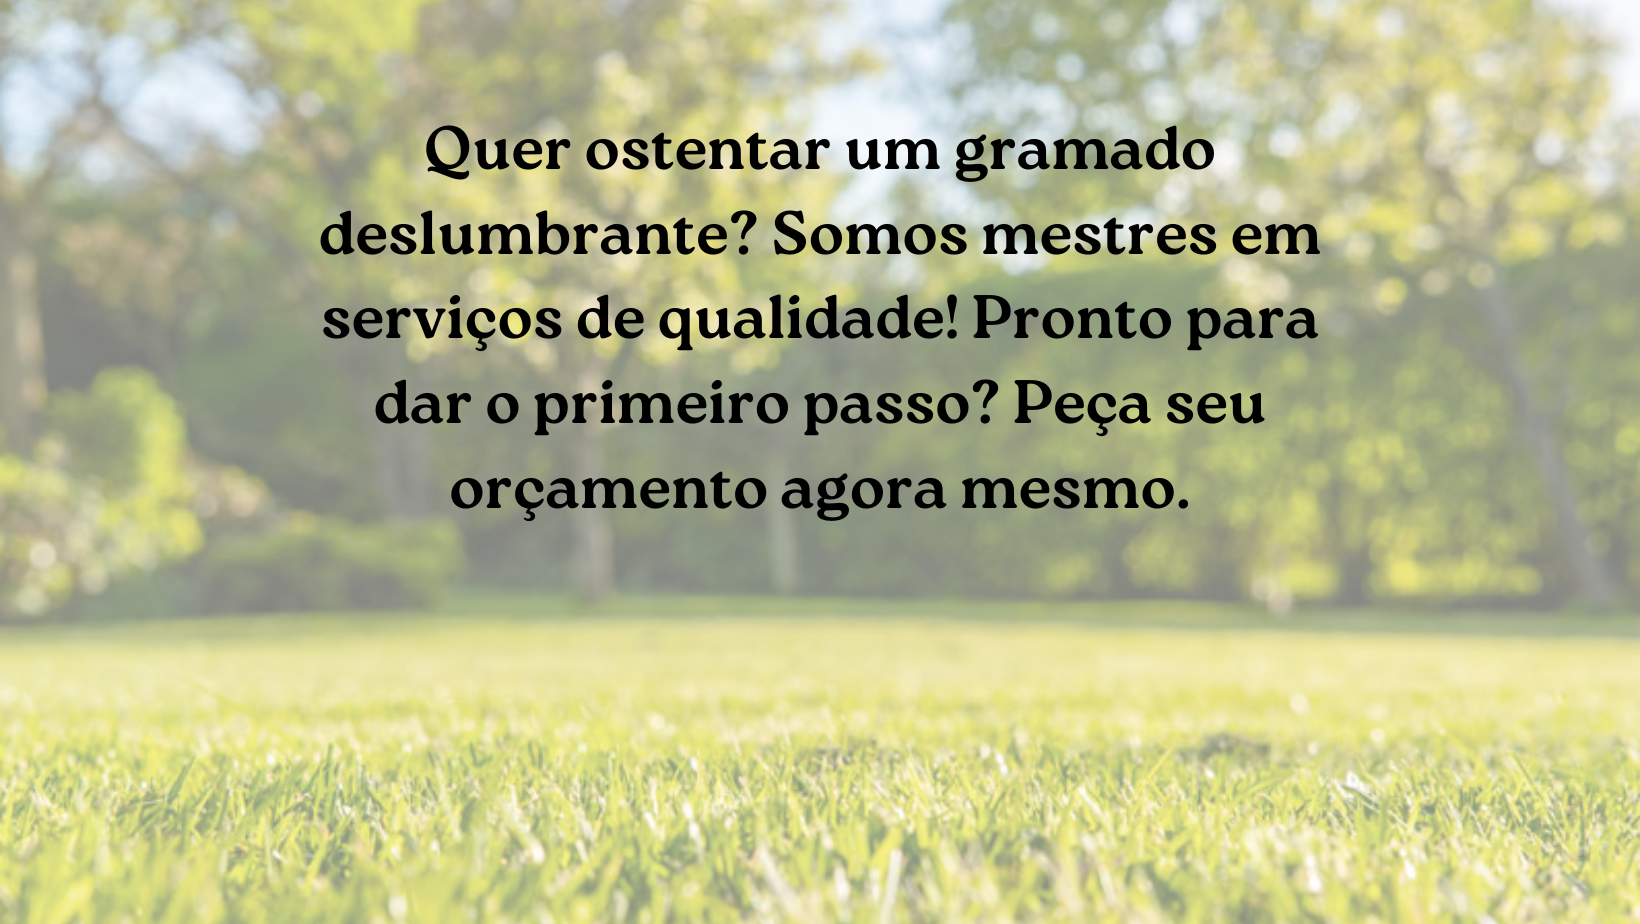 Quer ostentar um gramado
deslumbrante? Somos mestres em
serviços de qualidade! Pronto para
dar o primeiro passo? Peça seu
orçamento agora mesmo.